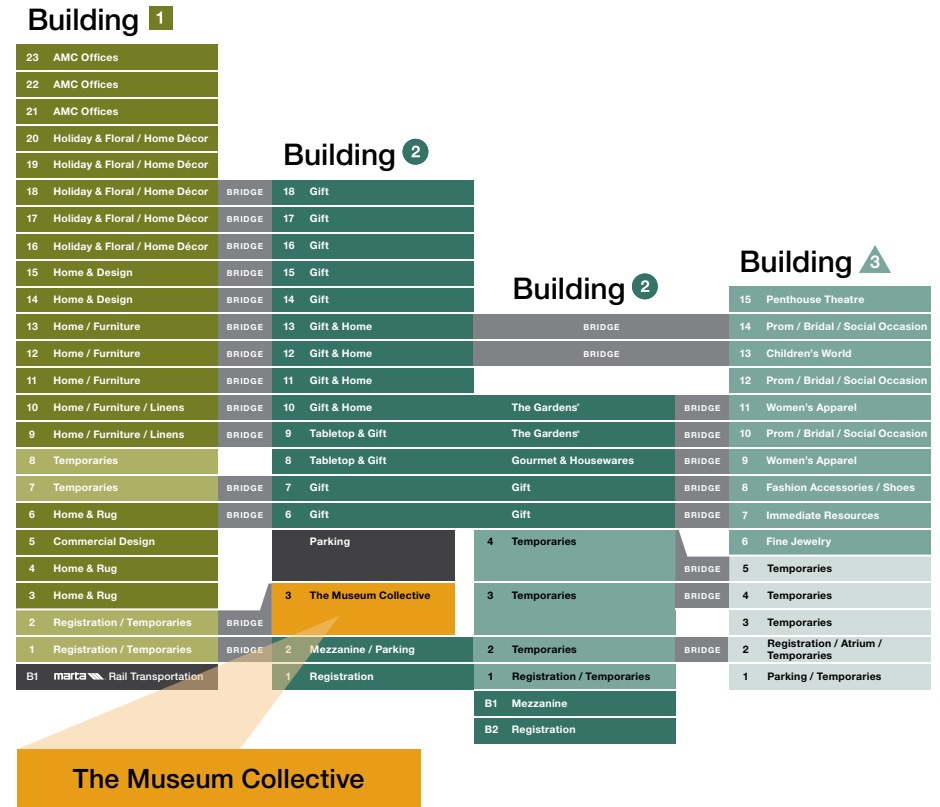 Building 1
23 AMC Offices
22 AMC Offices
21 AMC Offices
20 Holiday & Floral / Home Décor
19 Holiday & Floral / Home Décor
18 Holiday & Floral / Home Décor
17 Holiday & Floral / Home Décor
16 Holiday & Floral / Home Décor
15 Home & Design
14 Home & Design
13 Home / Furniture
12 Home / Furniture
11 Home / Furniture
10 Home / Furniture / Linens
9 Home / Furniture / Linens
8 Temporaries
7 Temporaries
6 Home & Rug
5 Commercial Design
4 Home & Rug
3 Home & Rug
2 Registration / Temporaries
1 Registration / Temporaries
B1 marta Rail Transportation
BRIDGE
BRIDGE
BRIDGE
BRIDGE
BRIDGE
BRIDGE
BRIDGE
BRIDGE
BRIDGE
BRIDGE
BRIDGE
BRIDGE
BRIDGE
BRIDGE
Building 2
18 Gift
17 Gift
16 Gift
15 Gift
14 Gift
13 Gift & Home
12 Gift & Home
11 Gift & Home
10 Gift & Home
9 Tabletop & Gift
8 Tabletop & Gift
7 Gift
6 Gift
Parking
3 The Museum Collective
2 Mezzanine / Parking
1 Registration
Building 2
BRIDGE
BRIDGE
The Gardens®
The Gardens®
Gourmet & Housewares
Gift
Gift
4 Temporaries
3 Temporaries
2 Temporaries
1 Registration / Temporaries
B1 Mezzanine
B2 Registration
BRIDGE
BRIDGE
BRIDGE
BRIDGE
BRIDGE
BRIDGE
BRIDGE
BRIDGE
Building 3
15 Penthouse Theatre
14 Prom / Bridal / Social Occasion
13 Children's World
12 Prom / Bridal / Social Occasion
11 Women's Apparel
10 Prom / Bridal / Social Occasion
9 Women's Apparel
8 Fashion Accessories / Shoes
7 Immediate Resources
6 Fine Jewelry
5 Temporaries
4 Temporaries
3 Temporaries
2 Registration / Atrium /
Temporaries
1 Parking / Temporaries
The Museum Collective